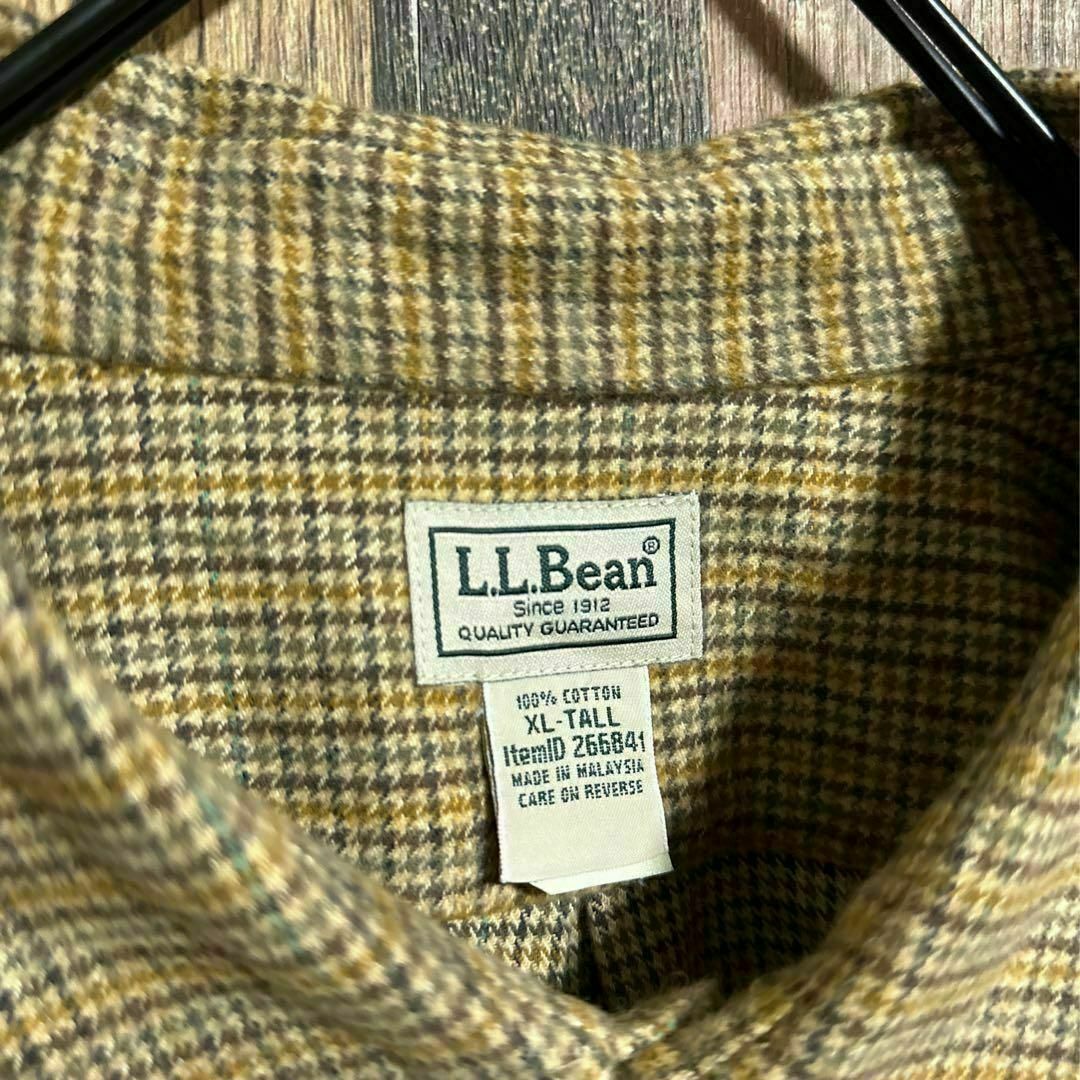 L.L.Bean®
Since 1912
QUALITY GUARANTEED
100% COTTON
XL-TALL
ItemID 266841
MADE IN MALAYSIA
CARE ON REVERSE